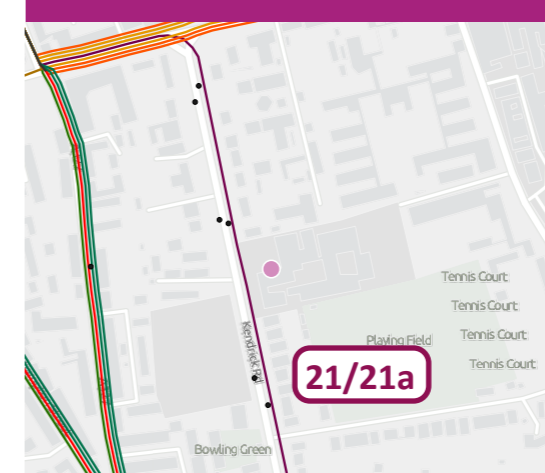 Tennis Court
Tennis Court
Tennis Court
Playing Field
Tennis Court
Kendrick Rd
21/21a
Bowling Green